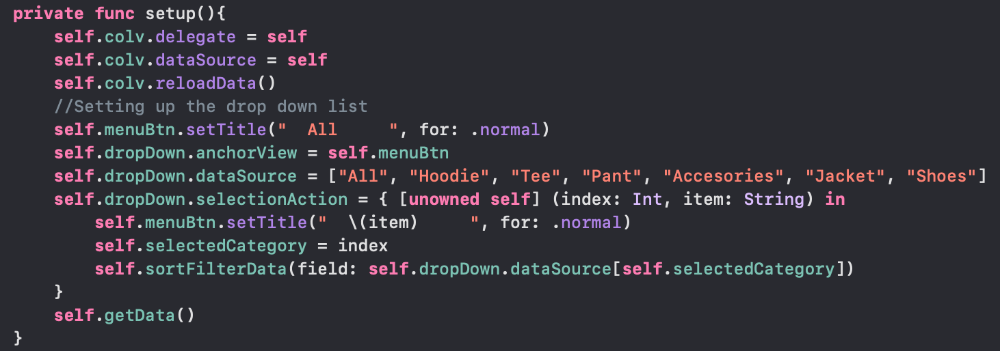 private func setup(){
    self.colv.delegate = self
    self.colv.dataSource = self
    self.colv.reloadData()
    //Setting up the drop down list
    self.menuBtn.setTitle("  All     ", for: .normal)
    self.dropDown.anchorView = self.menuBtn
    self.dropDown.dataSource = ["All", "Hoodie", "Tee", "Pant", "Accesories", "Jacket", "Shoes"]
    self.dropDown.selectionAction = { [unowned self] (index: Int, item: String) in
        self.menuBtn.setTitle("  \(item)     ", for: .normal)
        self.selectedCategory = index
        self.sortFilterData(field: self.dropDown.dataSource[self.selectedCategory])
    }
    self.getData()
}